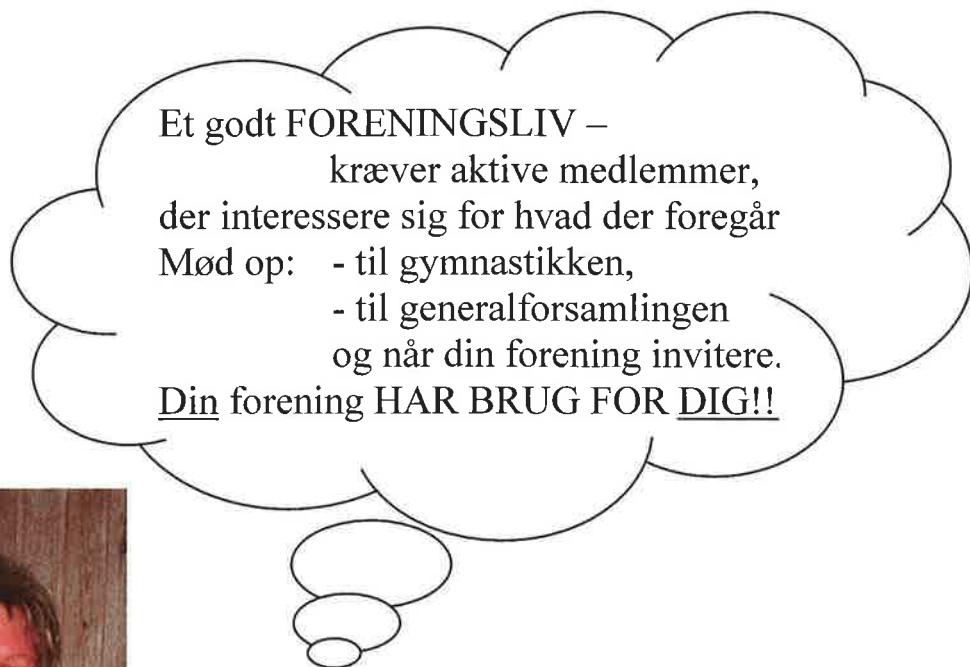 Et godt FORENINGSLIV –
kræver aktive medlemmer,
der interessere sig for hvad der foregår
Mød op: - til gymnastikken,
- til generalforsamlingen
og når din forening invitere.
Din forening HAR BRUG FOR DIG!!